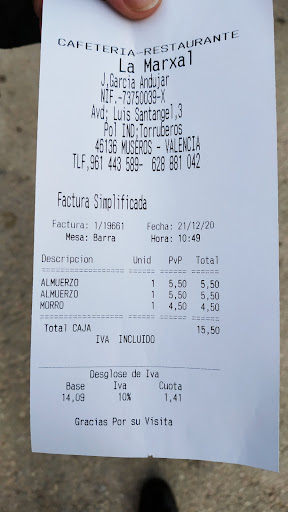 CAFETERIA-RESTAURANTE
La Marxal
J.Garcia Andujar
NIF.-73750039-X
Avd; Luis Santangel,3
Pol IND;Torruberos
46136 MUSEROS - VALENCIA
TLF,961 443 589- 628 881 042
Factura Simplificada
Factura: 1/19661 Fecha: 21/12/20
Mesa: Barra Hora: 10:49
Descripcion Unid PvP Total
ALMUERZO 1 5,50 5,50
ALMUERZO 1 5,50 5,50
MORRO 1 4,50 4,50
Total CAJA 15,50
IVA INCLUIDO
Desglose de Iva
Base Iva Cuota
14,09 10% 1,41
Gracias Por su Visita